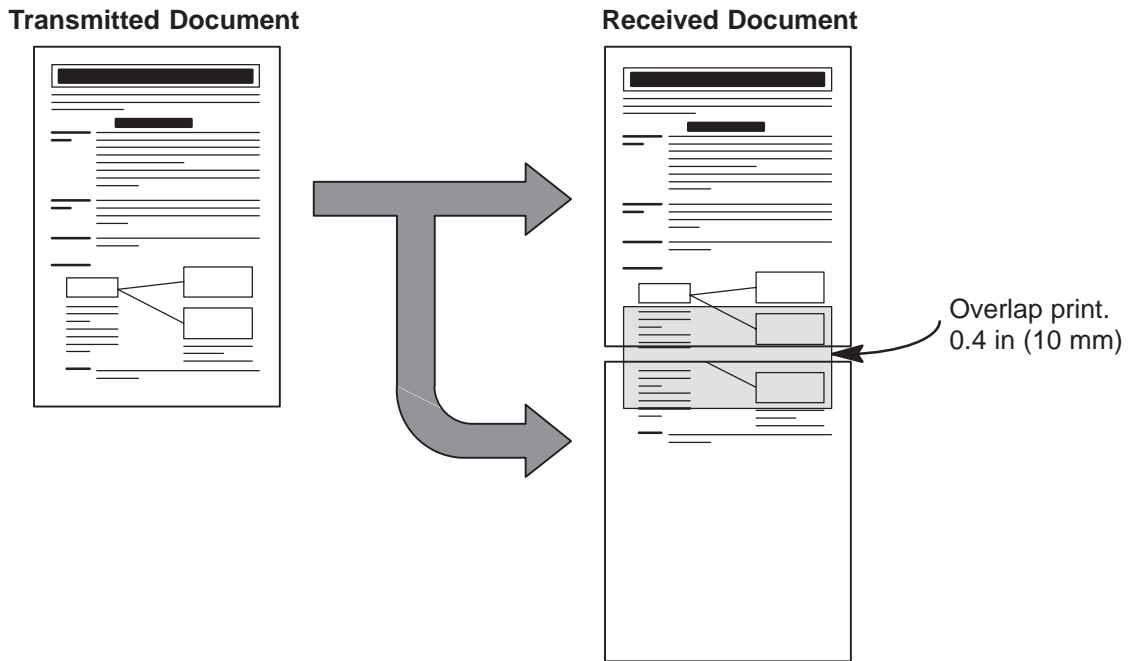 Transmitted Document
Received Document
Overlap print.
0.4 in (10 mm)